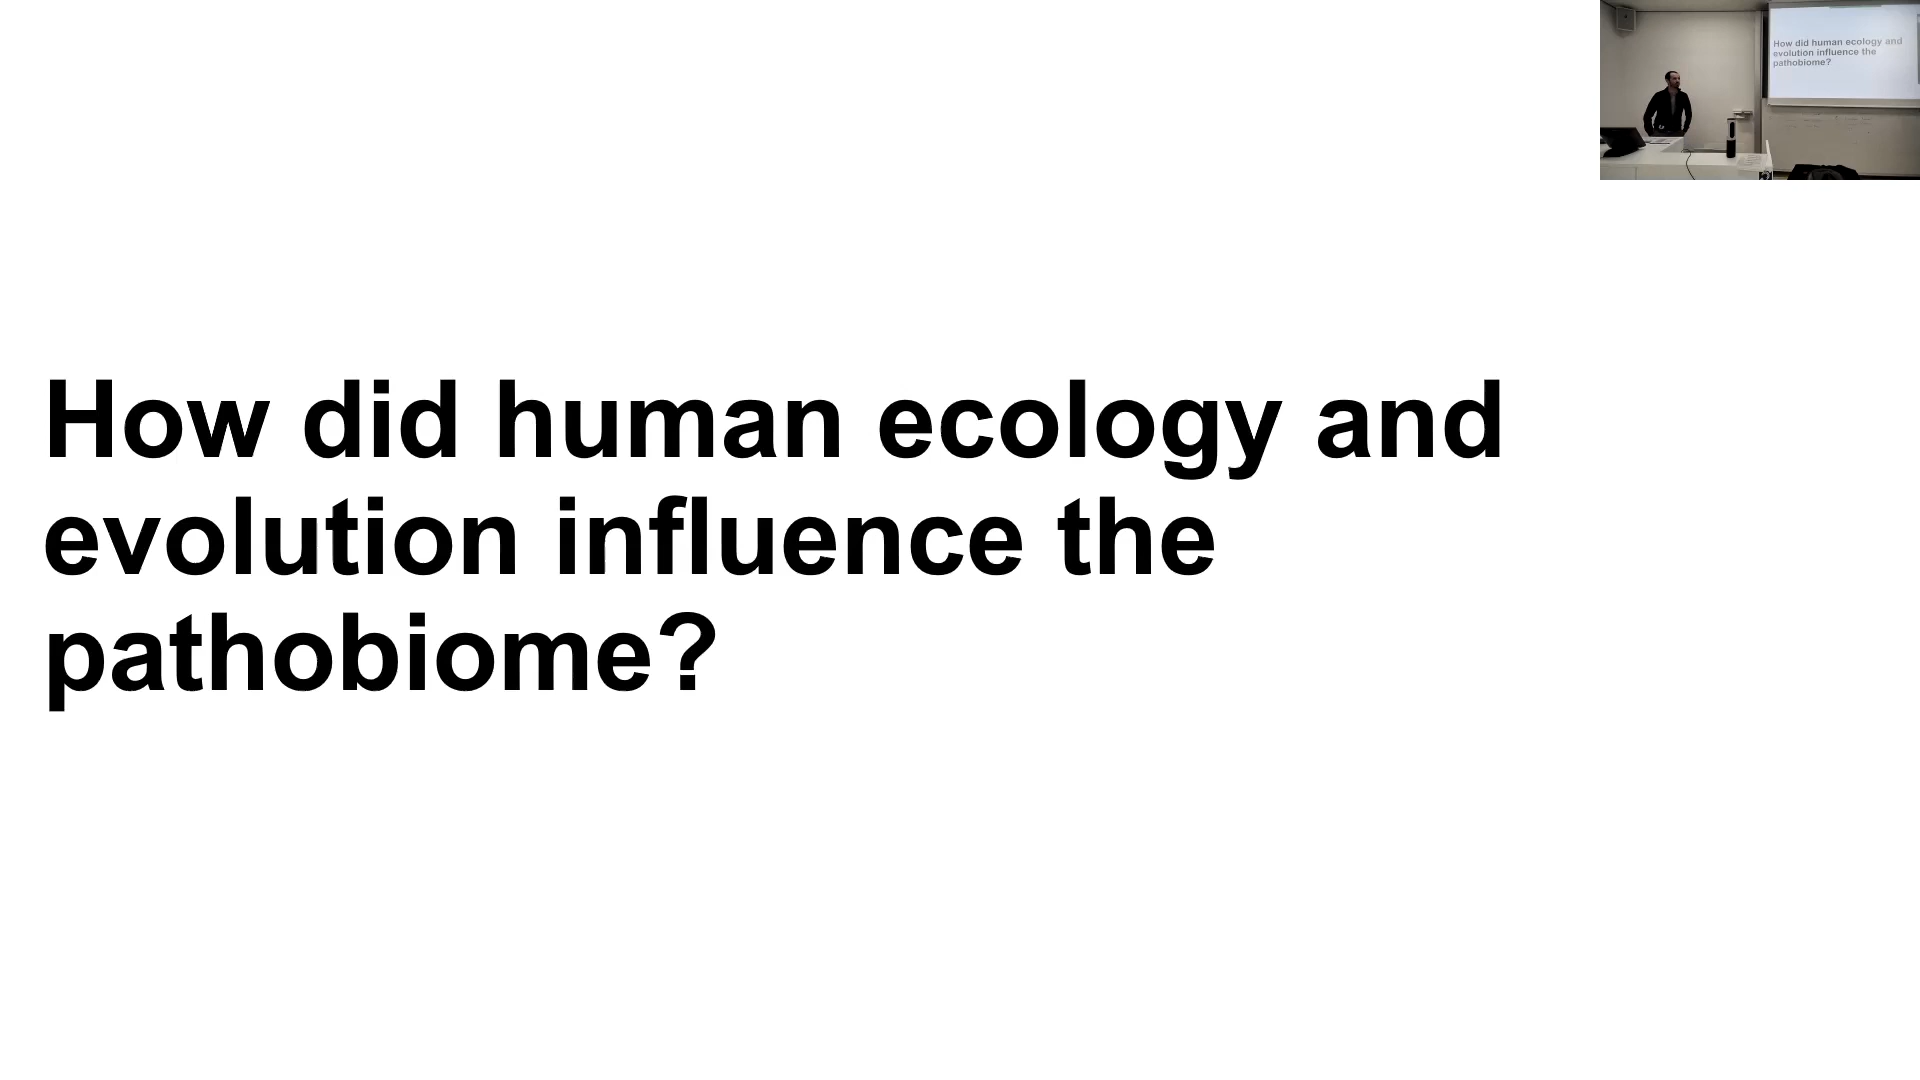 How did human ecology and
evolution influence the
pathobiome?
How did human ecology and
evolution influence the
pathobiome?